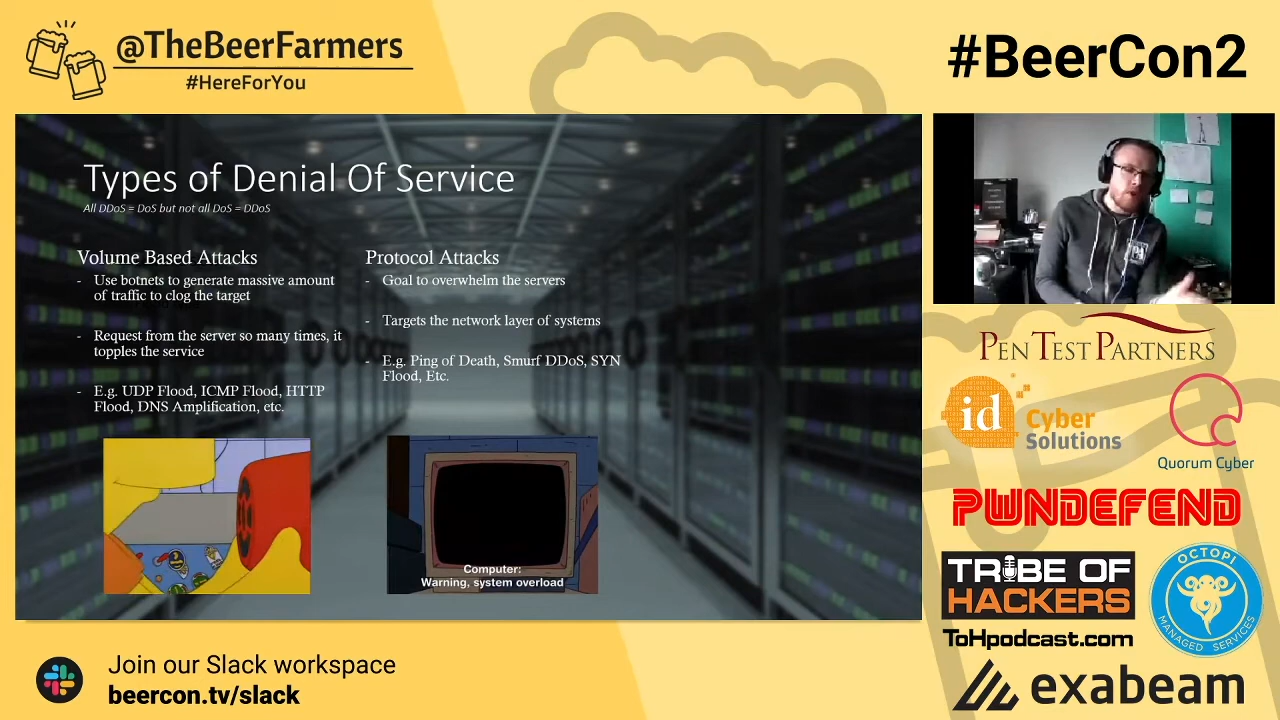 @TheBeerFarmers
#HereForYou
#BeerCon2
Types of Denial Of Service
All DDoS = DoS but not all DoS = DDoS
Volume Based Attacks
- Use botnets to generate massive amount
of traffic to clog the target
- Request from the server so many times, it
topples the service
- E.g. UDP Flood, ICMP Flood, HTTP
Flood, DNS Amplification, etc.
Protocol Attacks
- Goal to overwhelm the servers
- Targets the network layer of systems
- E.g. Ping of Death, Smurf DDoS, SYN
Flood, Etc.
Computer:
Warning, system overload
PEN TEST PARTNERS
id Cyber
Solutions
Quorum Cyber
PWNDEFEND
TRIBE OF
HACKERS
ToHpodcast.com
OCTOPI
MANAGED SERVICES
exabeam
Join our Slack workspace
beercon.tv/slack